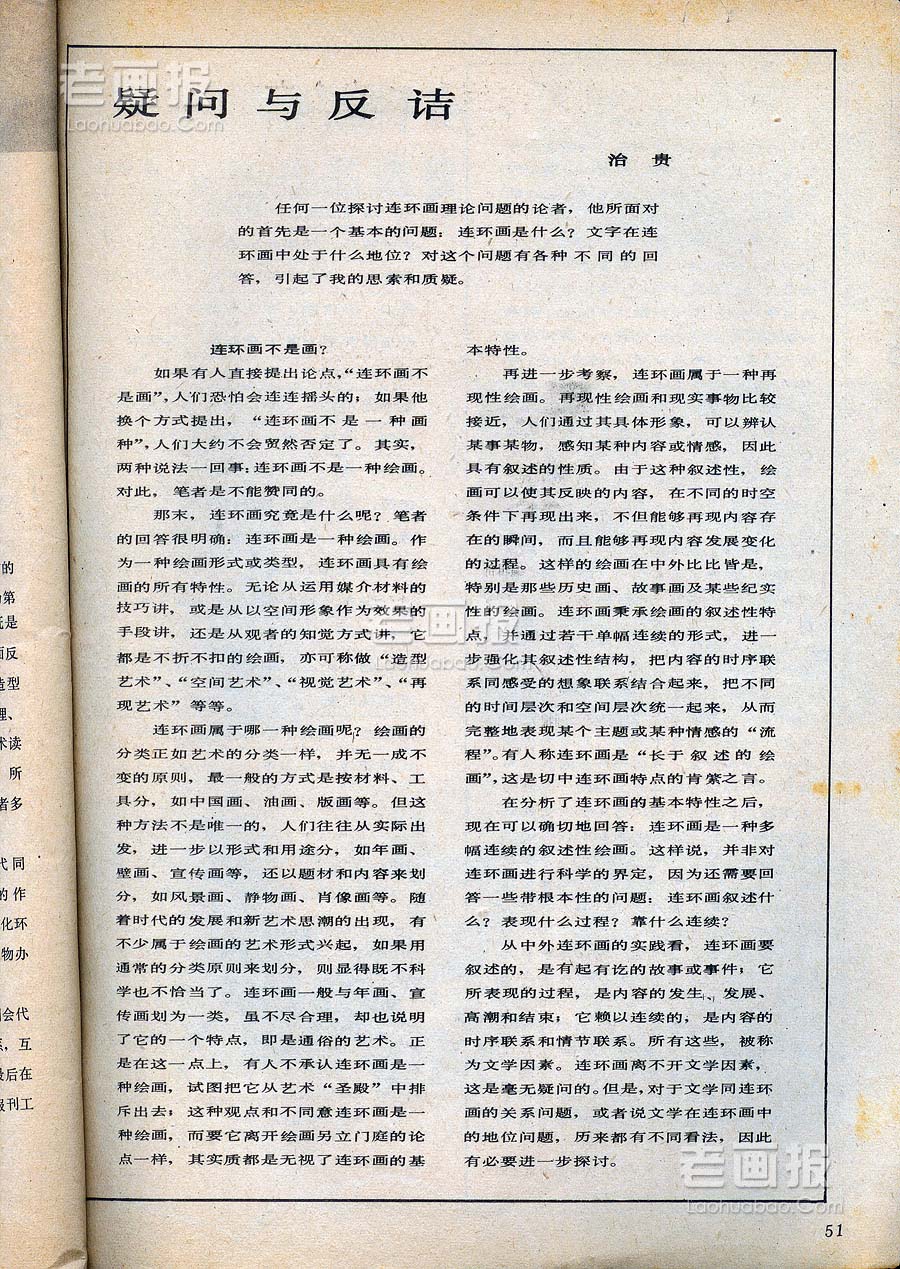 老画报
Laohuabao.Com
疑问与反诘
治贵
任何一位探讨连环画理论问题的论者，他所面对
的首先是一个基本的问题：连环画是什么？文字在连
环画中处于什么地位？对这个问题有各种不同的回
答，引起了我的思索和质疑。
连环画不是画？
如果有人直接提出论点，“连环画不
是画”，人们恐怕会连连摇头的；如果他
换个方式提出，“连环画不是一种画
种”，人们大约不会贸然否定了。其实，
两种说法一回事：连环画不是一种绘画。
对此，笔者是不能赞同的。
那末，连环画究竟是什么呢？笔者
的回答很明确：连环画是一种绘画。作
为一种绘画形式或类型，连环画具有绘
画的所有特性。无论从运用媒介材料的
技巧讲，或是从以空间形象作为效果的
手段讲，还是从观者的知觉方式讲，它
都是不折不扣的绘画，亦可称做“造型
艺术”、“空间艺术”、“视觉艺术”、“再
现艺术”等等。
连环画属于哪一种绘画呢？绘画的
分类正如艺术的分类一样，并无一成不
变的原则，最一般的方式是按材料、工
具分，如中国画、油画、版画等。但这
种方法不是唯一的，人们往往从实际出
发，进一步以形式和用途分，如年画、
壁画、宣传画等，还以题材和内容来划
分，如风景画、静物画、肖像画等。随
着时代的发展和新艺术思潮的出现，有
不少属于绘画的艺术形式兴起，如果用
通常的分类原则来划分，则显得既不科
学也不恰当了。连环画一般与年画、宣
传画划为一类，虽不尽合理，却也说明
了它的一个特点，即是通俗的艺术。正
是在这一点上，有人不承认连环画是一
种绘画，试图把它从艺术“圣殿”中排
斥出去；这种观点和不同意连环画是一
种绘画，而要它离开绘画另立门庭的论
点一样，其实质都是无视了连环画的基
本特性。
再进一步考察，连环画属于一种再
现性绘画。再现性绘画和现实事物比较
接近，人们通过其具体形象，可以辨认
某事某物，感知某种内容或情感，因此
具有叙述的性质。由于这种叙述性，绘
画可以使其反映的内容，在不同的时空
条件下再现出来，不但能够再现内容存
在的瞬间，而且能够再现内容发展变化
的过程。这样的绘画在中外比比皆是，
特别是那些历史画、故事画及某些纪实
性的绘画。连环画秉承绘画的叙述性特
点，并通过若干单幅连续的形式，进一
步强化其叙述性结构，把内容的时序联
系同感受的想象联系结合起来，把不同
的时间层次和空间层次统一起来，从而
完整地表现某个主题或某种情感的“流
程”。有人称连环画是“长于叙述的绘
画”，这是切中连环画特点的肯綮之言。
在分析了连环画的基本特性之后，
现在可以确切地回答：连环画是一种多
幅连续的叙述性绘画。这样说，并非对
连环画进行科学的界定，因为还需要回
答一些带根本性的问题：连环画叙述什
么？表现什么过程？靠什么连续？
从中外连环画的实践看，连环画要
叙述的，是有起有讫的故事或事件；它
所表现的过程，是内容的发生、发展、
高潮和结束；它赖以连续的，是内容的
时序联系和情节联系。所有这些，被称
为文学因素。连环画离不开文学因素，
这是毫无疑问的。但是，对于文学同连环
画的关系问题，或者说文学在连环画中
的地位问题，历来都有不同看法，因此
有必要进一步探讨。
老画报
Laohuabao.Com
老画报
Laohuabao.Com
51
的
第
是
反
造型
理、
术读
所
者多
代同
的作
化环
物办
会代
，互
最后在
报刊工